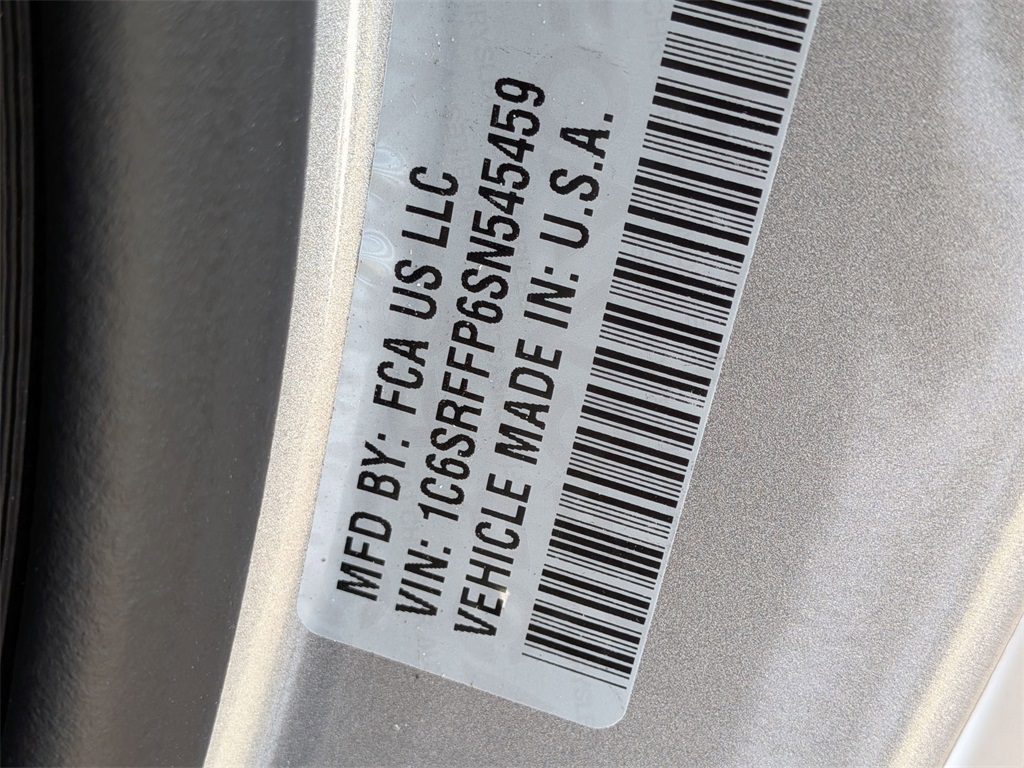 MFD BY: FCA US LLC
VIN: 1C6SRFFP6SN545459
VEHICLE MADE IN: U.S.A.